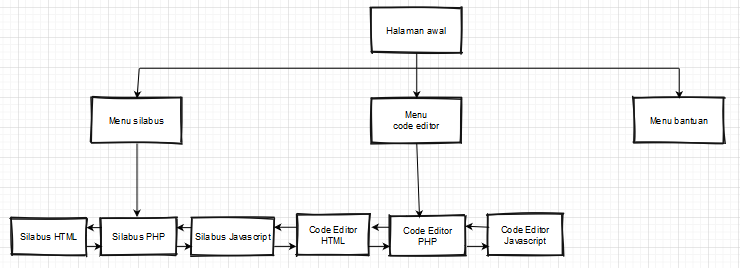 Halaman awal
Menu silabus
Menu
code editor
Menu bantuan
Silabus HTML
Silabus PHP
Silabus Javascript
Code Editor
HTML
Code Editor
PHP
Code Editor
Javascript